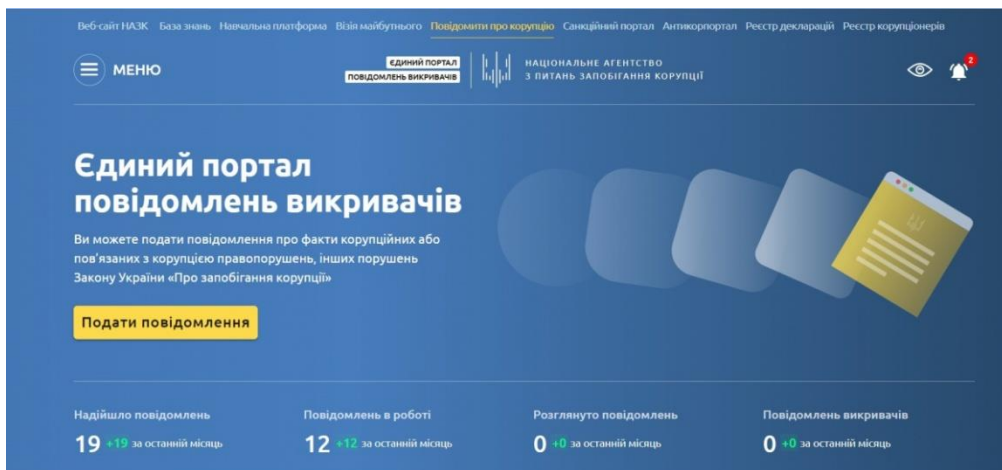 Веб-сайт НАЗК База знань Навчальна платформа Візія майбутнього Повідомити про корупцію Санкційний портал Антикорпортал Реєстр декларацій Реєстр корупціонерів
МЕНЮ
ЄДИНИЙ ПОРТАЛ
ПОВІДОМЛЕНЬ ВИКРИВАЧІВ
НАЦІОНАЛЬНЕ АГЕНТСТВО
З ПИТАНЬ ЗАПОБІГАННЯ КОРУПЦІЇ
2
Єдиний портал
повідомлень викривачів
Ви можете подати повідомлення про факти корупційних або
пов'язаних з корупцією правопорушень, інших порушень
Закону України «Про запобігання корупції»
Подати повідомлення
Надійшло повідомлень
19 +19 за останній місяць
Повідомлень в роботі
12 +12 за останній місяць
Розглянуто повідомлень
0 +0 за останній місяць
Повідомлень викривачів
0 +0 за останній місяць